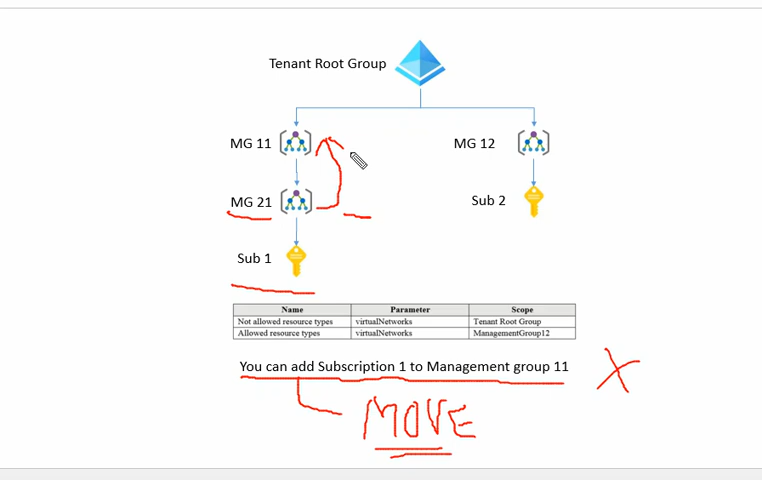 Tenant Root Group
MG 11
MG 12
MG 21
Sub 2
Sub 1
Name Parameter Scope
Not allowed resource types virtualNetworks Tenant Root Group
Allowed resource types virtualNetworks ManagementGroup12
You can add Subscription 1 to Management group 11
X
MOVE